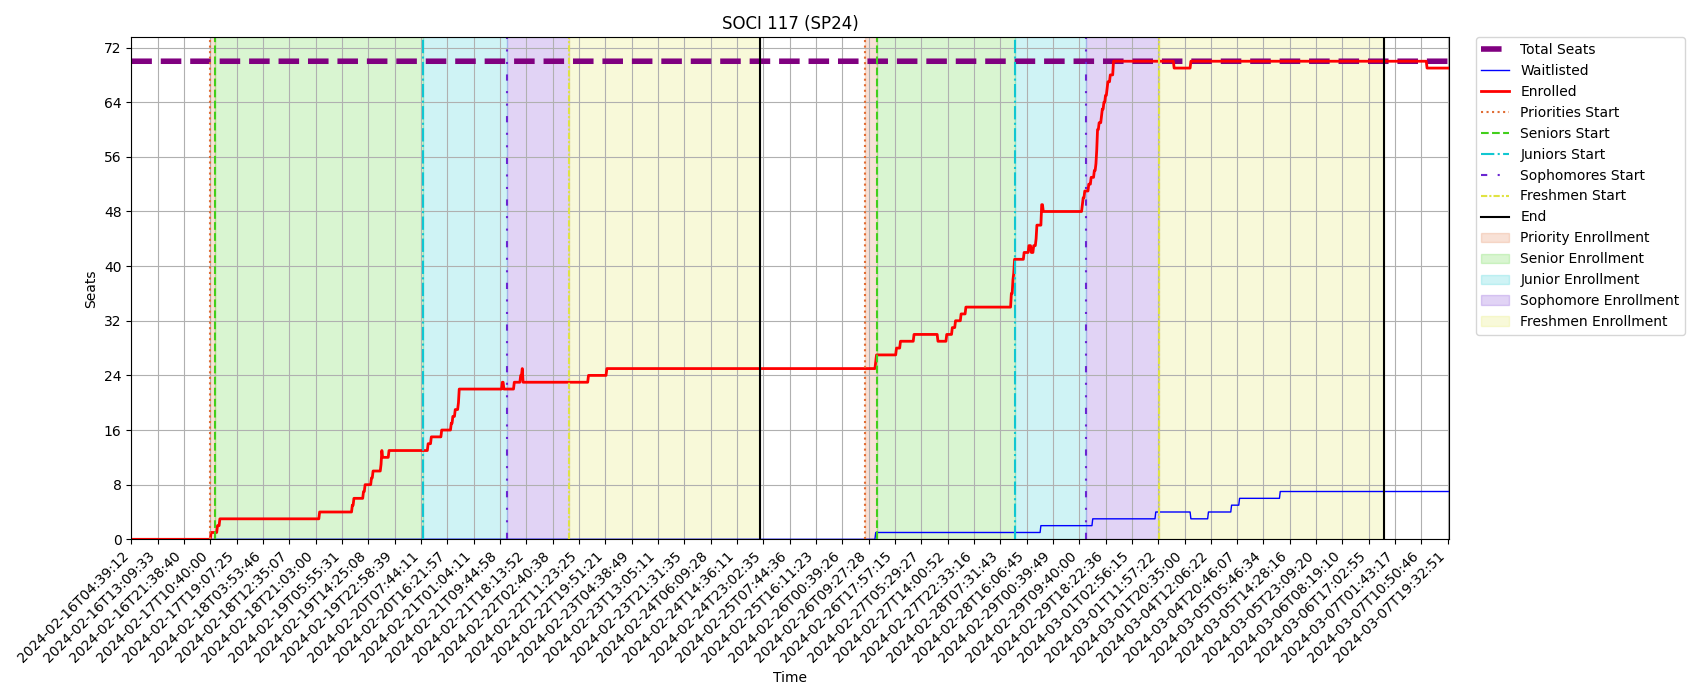 SOCI 117 (SP24)
72
64
56
48
40
32
24
16
8
0
Seats
2024-02-16T04:39:12
2024-02-16T13:09:33
2024-02-16T21:38:40
2024-02-17T10:40:00
2024-02-17T19:07:25
2024-02-18T03:53:46
2024-02-18T12:35:07
2024-02-18T21:03:00
2024-02-19T05:55:31
2024-02-19T14:25:08
2024-02-19T22:58:39
2024-02-20T07:44:11
2024-02-20T16:21:57
2024-02-21T01:04:11
2024-02-21T09:44:58
2024-02-21T18:13:52
2024-02-22T02:40:38
2024-02-22T11:23:25
2024-02-22T19:51:21
2024-02-23T04:38:49
2024-02-23T13:05:11
2024-02-23T21:31:35
2024-02-24T06:09:28
2024-02-24T14:36:11
2024-02-24T23:02:35
2024-02-25T07:44:36
2024-02-25T16:11:23
2024-02-26T00:39:26
2024-02-26T09:27:28
2024-02-26T17:57:15
2024-02-27T05:29:27
2024-02-27T14:00:52
2024-02-27T22:33:16
2024-02-28T07:31:43
2024-02-28T16:06:45
2024-02-29T00:39:49
2024-02-29T09:40:00
2024-02-29T18:22:36
2024-03-01T02:56:15
2024-03-01T11:57:22
2024-03-01T20:35:00
2024-03-04T12:06:22
2024-03-04T20:46:07
2024-03-05T05:46:34
2024-03-05T14:28:16
2024-03-05T23:09:20
2024-03-06T08:19:10
2024-03-06T17:02:55
2024-03-07T01:43:17
2024-03-07T10:50:46
2024-03-07T19:32:51
Time
Total Seats
Waitlisted
Enrolled
Priorities Start
Seniors Start
Juniors Start
Sophomores Start
Freshmen Start
End
Priority Enrollment
Senior Enrollment
Junior Enrollment
Sophomore Enrollment
Freshmen Enrollment